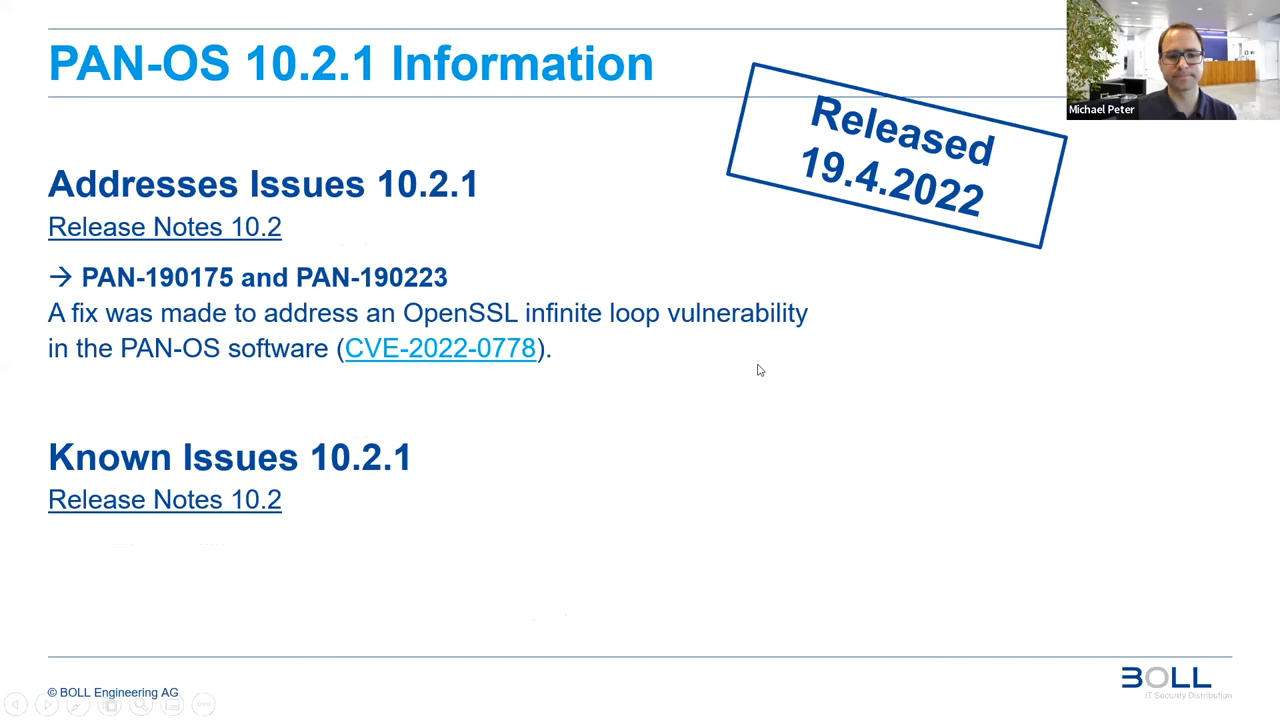 PAN-OS 10.2.1 Information
Michael Peter
Released
19.4.2022
Addresses Issues 10.2.1
Release Notes 10.2
→ PAN-190175 and PAN-190223
A fix was made to address an OpenSSL infinite loop vulnerability
in the PAN-OS software (CVE-2022-0778).
Known Issues 10.2.1
Release Notes 10.2
© BOLL Engineering AG
BOLL
IT Security Distribution